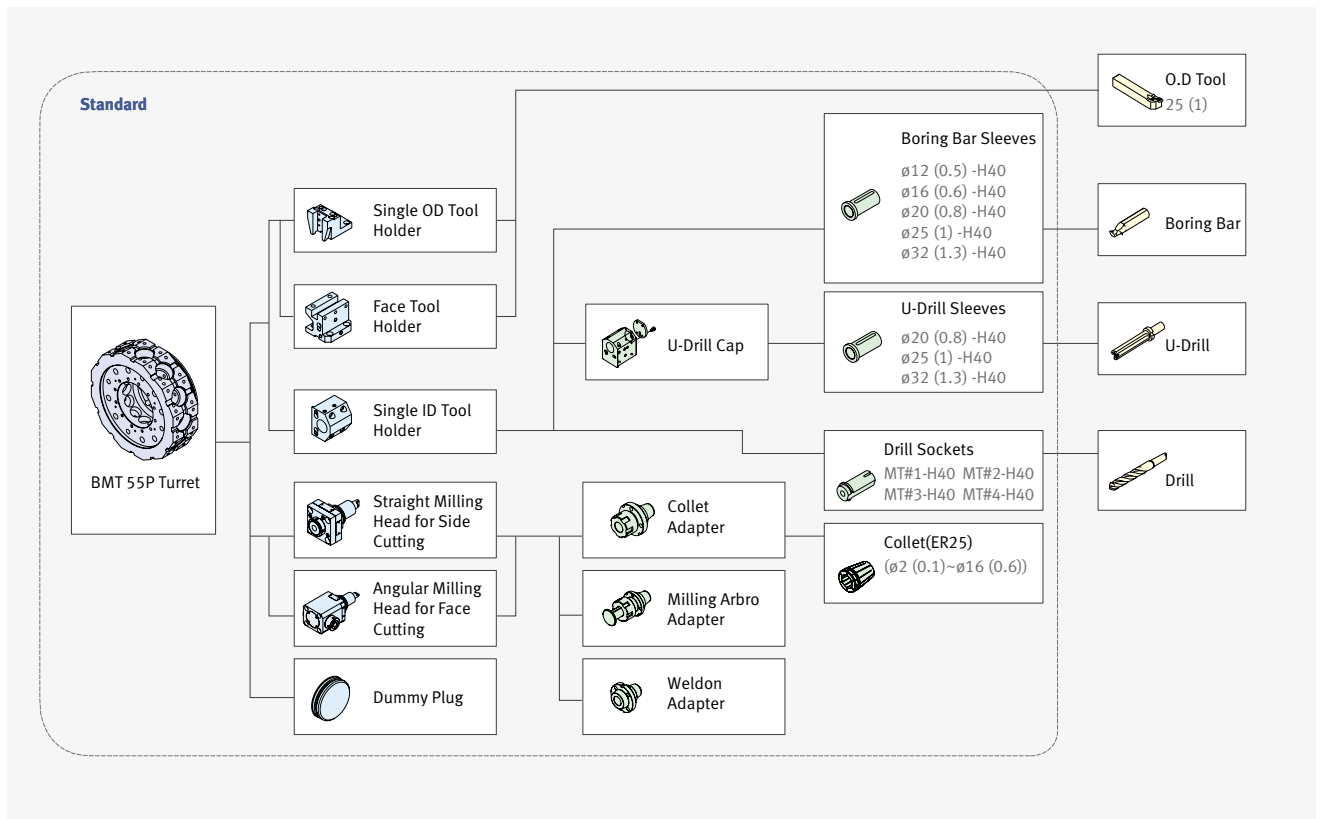 Standard
O.D Tool
25 (1)
Boring Bar Sleeves
ø12 (0.5) -H40
ø16 (0.6) -H40
ø20 (0.8) -H40
ø25 (1) -H40
ø32 (1.3) -H40
Boring Bar
Single OD Tool
Holder
Face Tool
Holder
U-Drill Cap
U-Drill Sleeves
ø20 (0.8) -H40
ø25 (1) -H40
ø32 (1.3) -H40
U-Drill
Single ID Tool
Holder
Drill Sockets
MT#1-H40 MT#2-H40
MT#3-H40 MT#4-H40
Drill
BMT 55P Turret
Straight Milling
Head for Side
Cutting
Collet
Adapter
Collet(ER25)
(ø2 (0.1)~ø16 (0.6))
Angular Milling
Head for Face
Cutting
Milling Arbro
Adapter
Dummy Plug
Weldon
Adapter